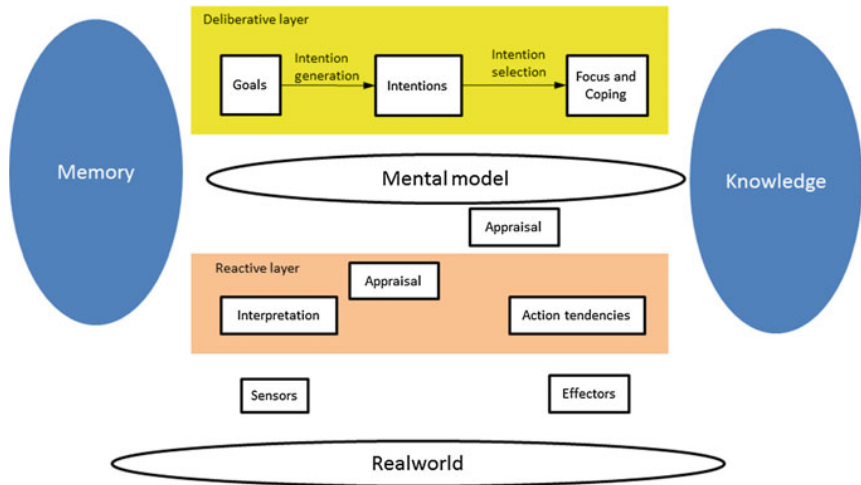 Deliberative layer
Intention
generation
Intention
selection
Goals
Intentions
Focus and
Coping
Memory
Mental model
Knowledge
Appraisal
Reactive layer
Appraisal
Interpretation
Action tendencies
Sensors
Effectors
Realworld